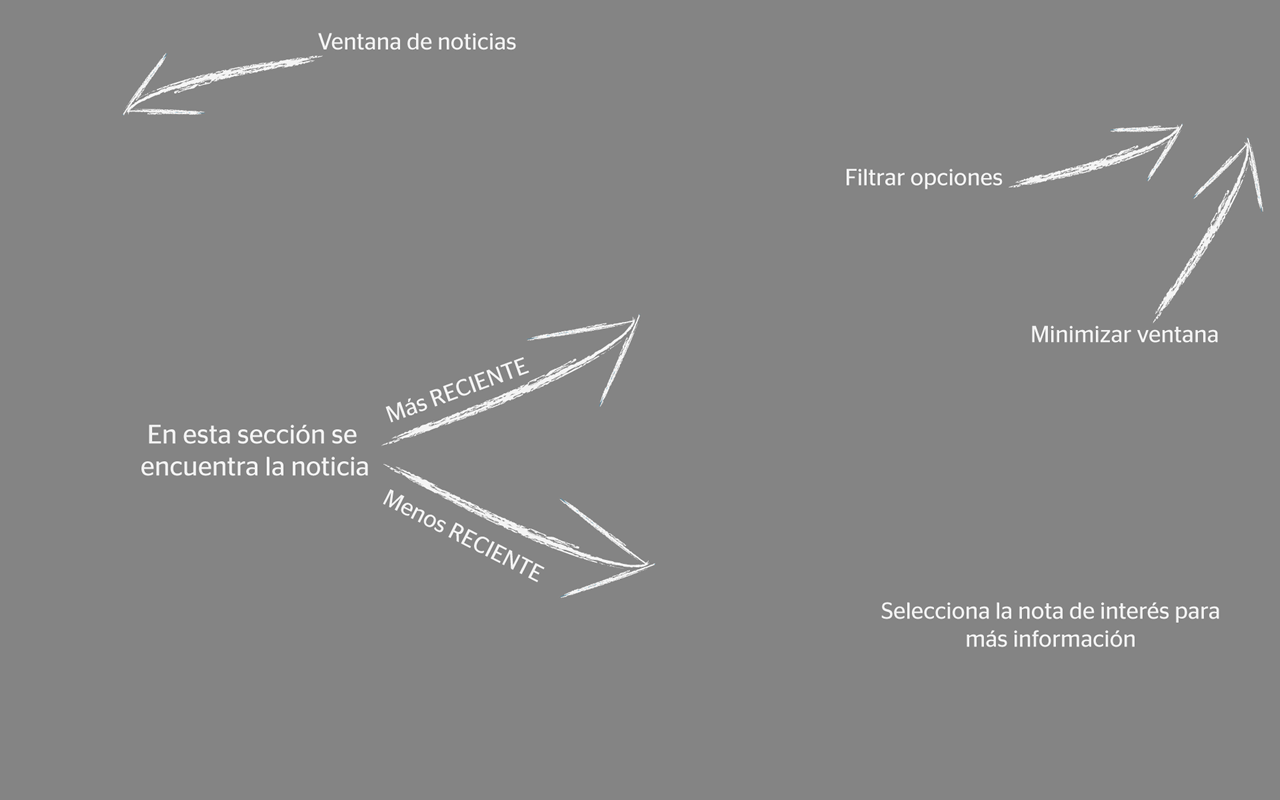 Ventana de noticias
Filtrar opciones
Minimizar ventana
Más RECIENTE
En esta sección se
encuentra la noticia
Menos RECIENTE
Selecciona la nota de interés para
más información